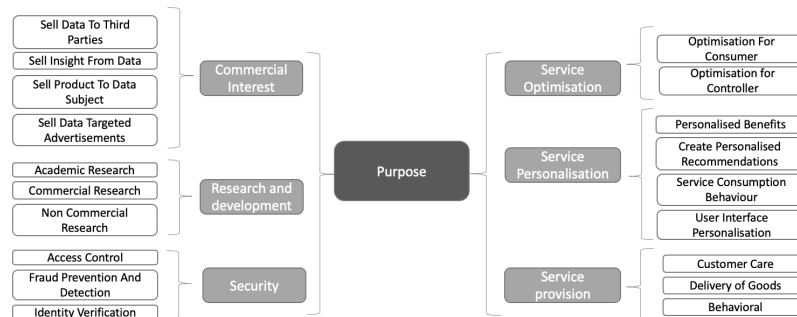 Sell Data To Third
Parties
Sell Insight From Data
Sell Product To Data
Subject
Sell Data Targeted
Advertisements
Commercial
Interest
Academic Research
Commercial Research
Non Commercial
Research
Research and
development
Access Control
Fraud Prevention And
Detection
Identity Verification
Security
Purpose
Service
Optimisation
Optimisation For
Consumer
Optimisation for
Controller
Service
Personalisation
Personalised Benefits
Create Personalised
Recommendations
Service Consumption
Behaviour
User Interface
Personalisation
Service
provision
Customer Care
Delivery of Goods
Behavioral